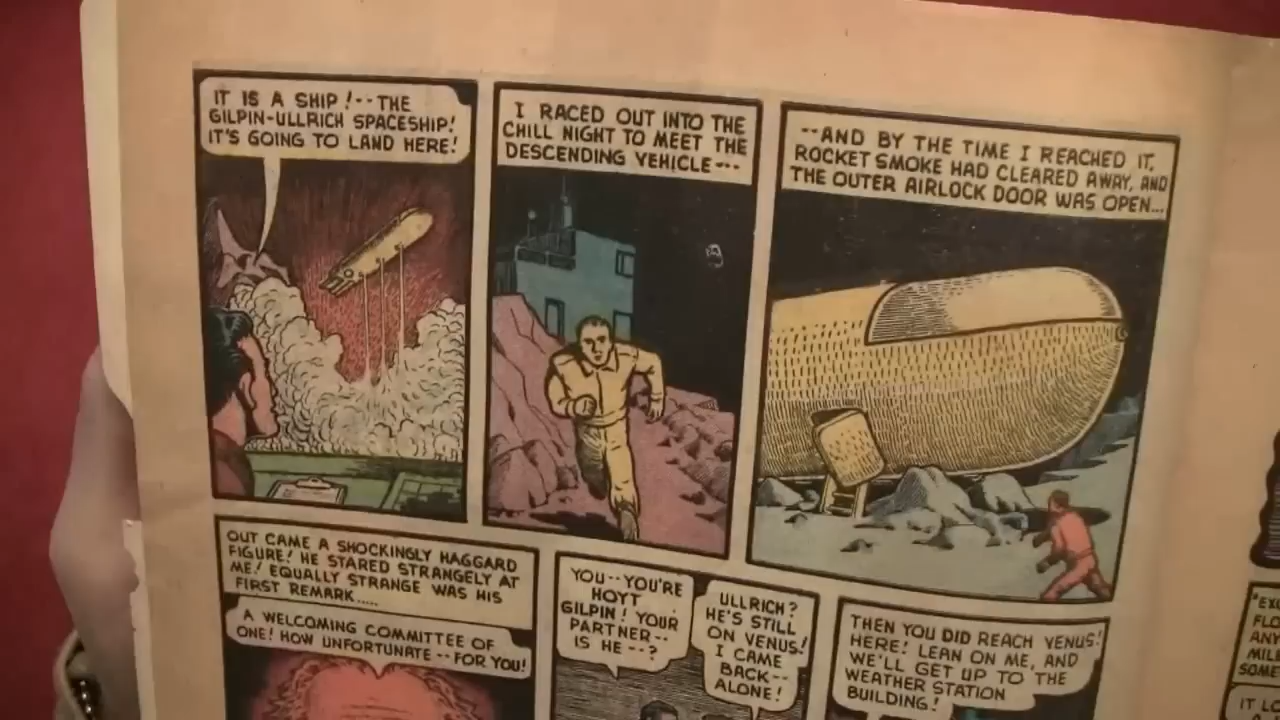 IT IS A SHIP!--THE
GILPIN-ULLRICH SPACESHIP!
IT'S GOING TO LAND HERE!
I RACED OUT INTO THE
CHILL NIGHT TO MEET THE
DESCENDING VEHICLE---
--AND BY THE TIME I REACHED IT,
ROCKET SMOKE HAD CLEARED AWAY, AND
THE OUTER AIRLOCK DOOR WAS OPEN...
OUT CAME A SHOCKINGLY HAGGARD
FIGURE! HE STARED STRANGELY AT
ME! EQUALLY STRANGE WAS HIS
FIRST REMARK.....
A WELCOMING COMMITTEE OF
ONE! HOW UNFORTUNATE--FOR YOU!
YOU--YOU'RE
HOYT
GILPIN! YOUR
PARTNER--
IS HE--?
ULLRICH?
HE'S STILL
ON VENUS!
I CAME
BACK--
ALONE!
THEN YOU DID REACH VENUS!
HERE! LEAN ON ME, AND
WE'LL GET UP TO THE
WEATHER STATION
BUILDING!
ANY
MILE
SOME